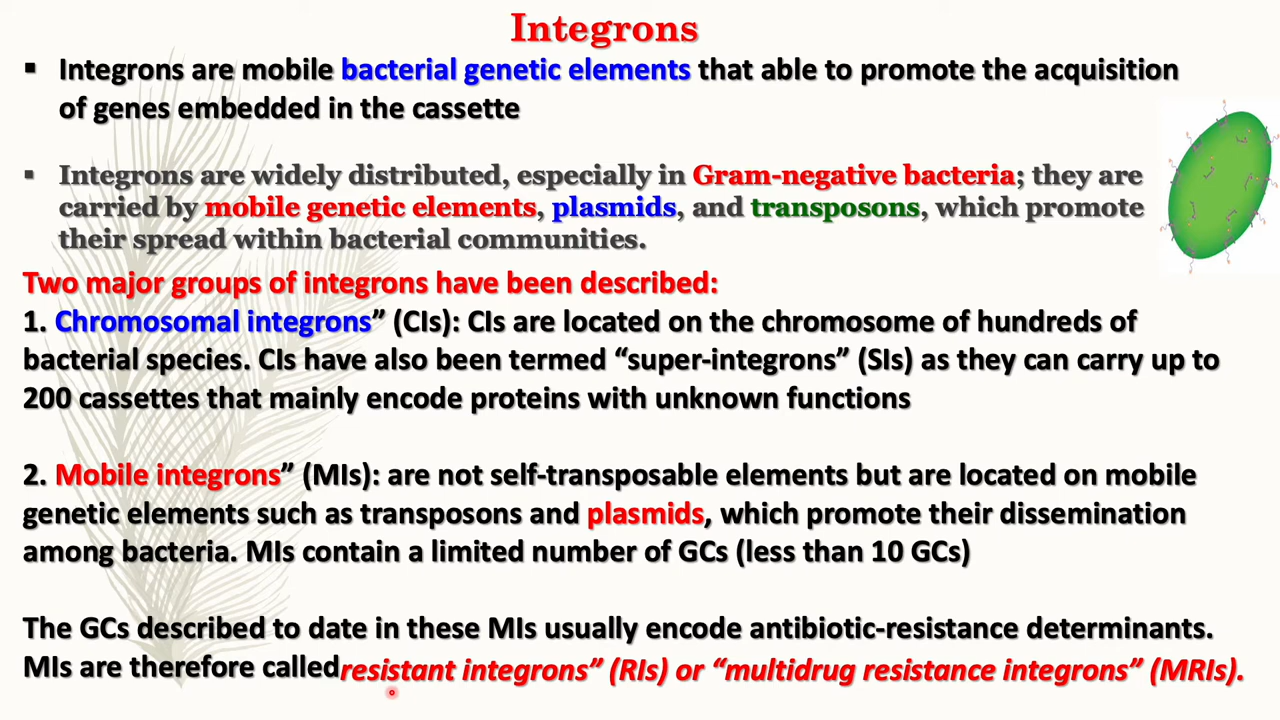 Integrons
▪ Integrons are mobile bacterial genetic elements that able to promote the acquisition
of genes embedded in the cassette
▪ Integrons are widely distributed, especially in Gram-negative bacteria; they are
carried by mobile genetic elements, plasmids, and transposons, which promote
their spread within bacterial communities.
Two major groups of integrons have been described:
1. Chromosomal integrons” (CIs): CIs are located on the chromosome of hundreds of
bacterial species. CIs have also been termed “super-integrons” (SIs) as they can carry up to
200 cassettes that mainly encode proteins with unknown functions
2. Mobile integrons” (MIs): are not self-transposable elements but are located on mobile
genetic elements such as transposons and plasmids, which promote their dissemination
among bacteria. MIs contain a limited number of GCs (less than 10 GCs)
The GCs described to date in these MIs usually encode antibiotic-resistance determinants.
MIs are therefore called resistant integrons” (RIs) or “multidrug resistance integrons” (MRIs).